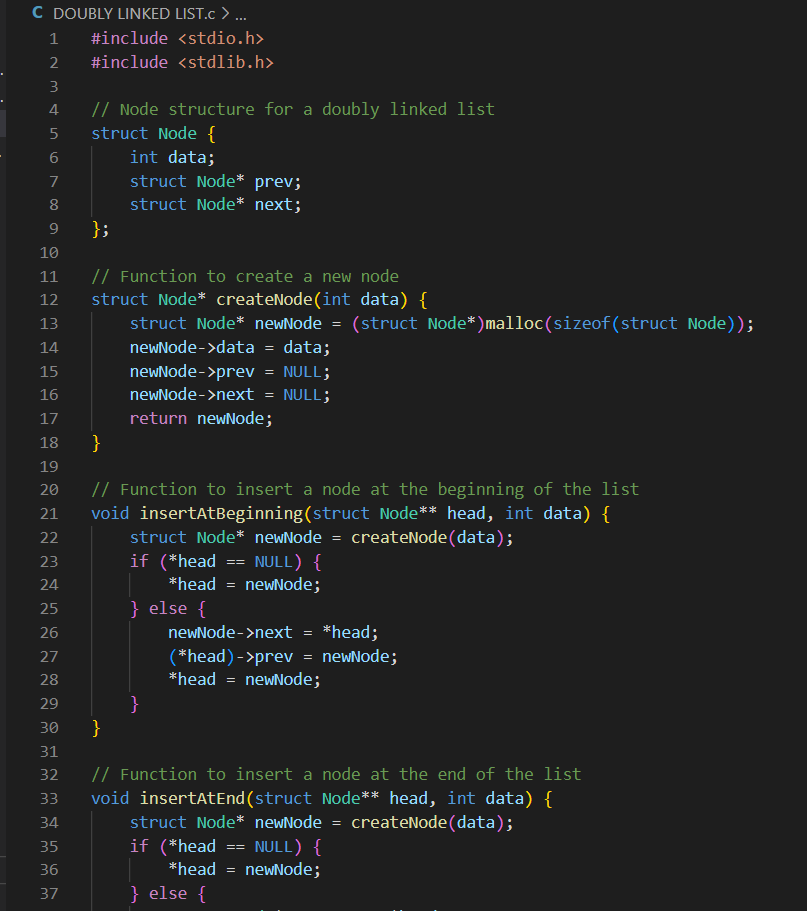 C DOUBLY LINKED LIST.c > ...
1 #include <stdio.h>
2 #include <stdlib.h>
3
4 // Node structure for a doubly linked list
5 struct Node {
6     int data;
7     struct Node* prev;
8     struct Node* next;
9 };
10
11 // Function to create a new node
12 struct Node* createNode(int data) {
13     struct Node* newNode = (struct Node*)malloc(sizeof(struct Node));
14     newNode->data = data;
15     newNode->prev = NULL;
16     newNode->next = NULL;
17     return newNode;
18 }
19
20 // Function to insert a node at the beginning of the list
21 void insertAtBeginning(struct Node** head, int data) {
22     struct Node* newNode = createNode(data);
23     if (*head == NULL) {
24         *head = newNode;
25     } else {
26         newNode->next = *head;
27         (*head)->prev = newNode;
28         *head = newNode;
29     }
30 }
31
32 // Function to insert a node at the end of the list
33 void insertAtEnd(struct Node** head, int data) {
34     struct Node* newNode = createNode(data);
35     if (*head == NULL) {
36         *head = newNode;
37     } else {